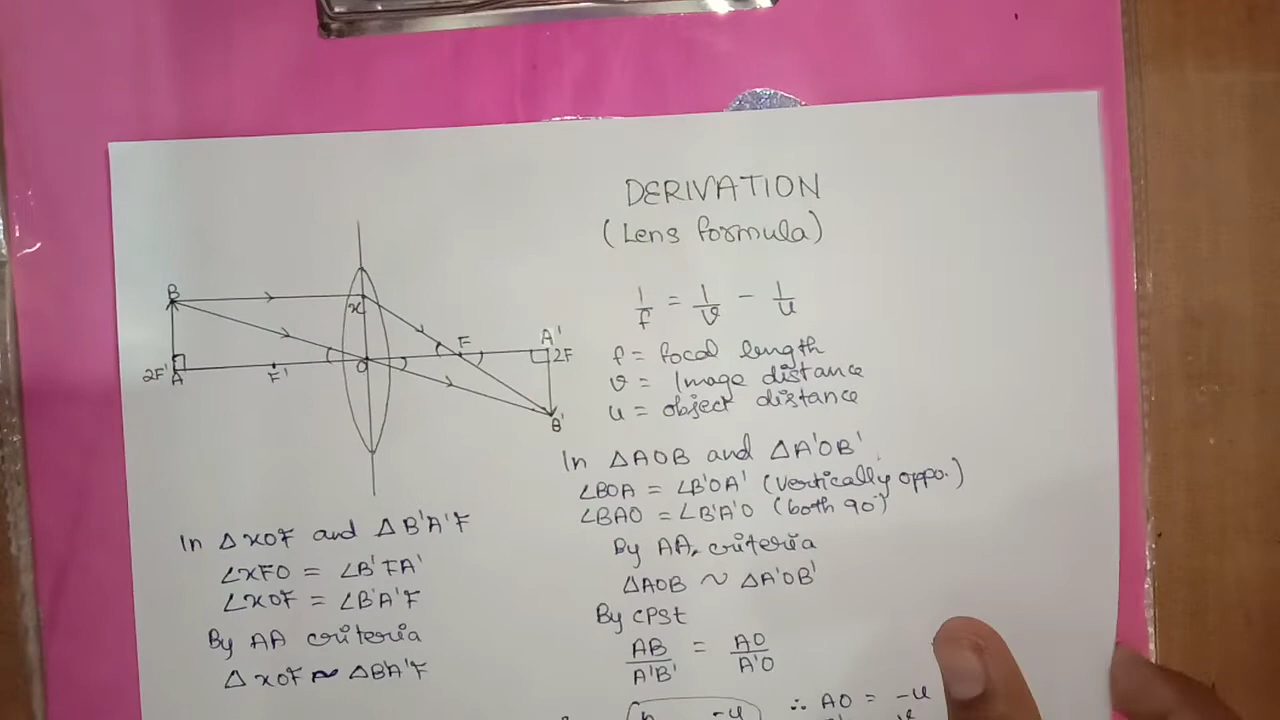 DERIVATION
(Lens formula)
1/f = 1/v - 1/u
f = focal length
v = Image distance
u = object distance
B
X
A'
F
2F
2F'
A
F'
O
B'
In ΔAOB and ΔA'OB'
∠BOA = ∠B'OA' (vertically oppo.)
∠BAO = ∠B'A'O (both 90°)
By AA criteria
ΔAOB ~ ΔA'OB'
By CPST
AB/A'B' = AO/A'O
∴ AO = -u
h -u
In ΔXOF and ΔB'A'F
∠XFO = ∠B'FA'
∠XOF = ∠B'A'F
By AA criteria
ΔXOF ~ ΔB'A'F